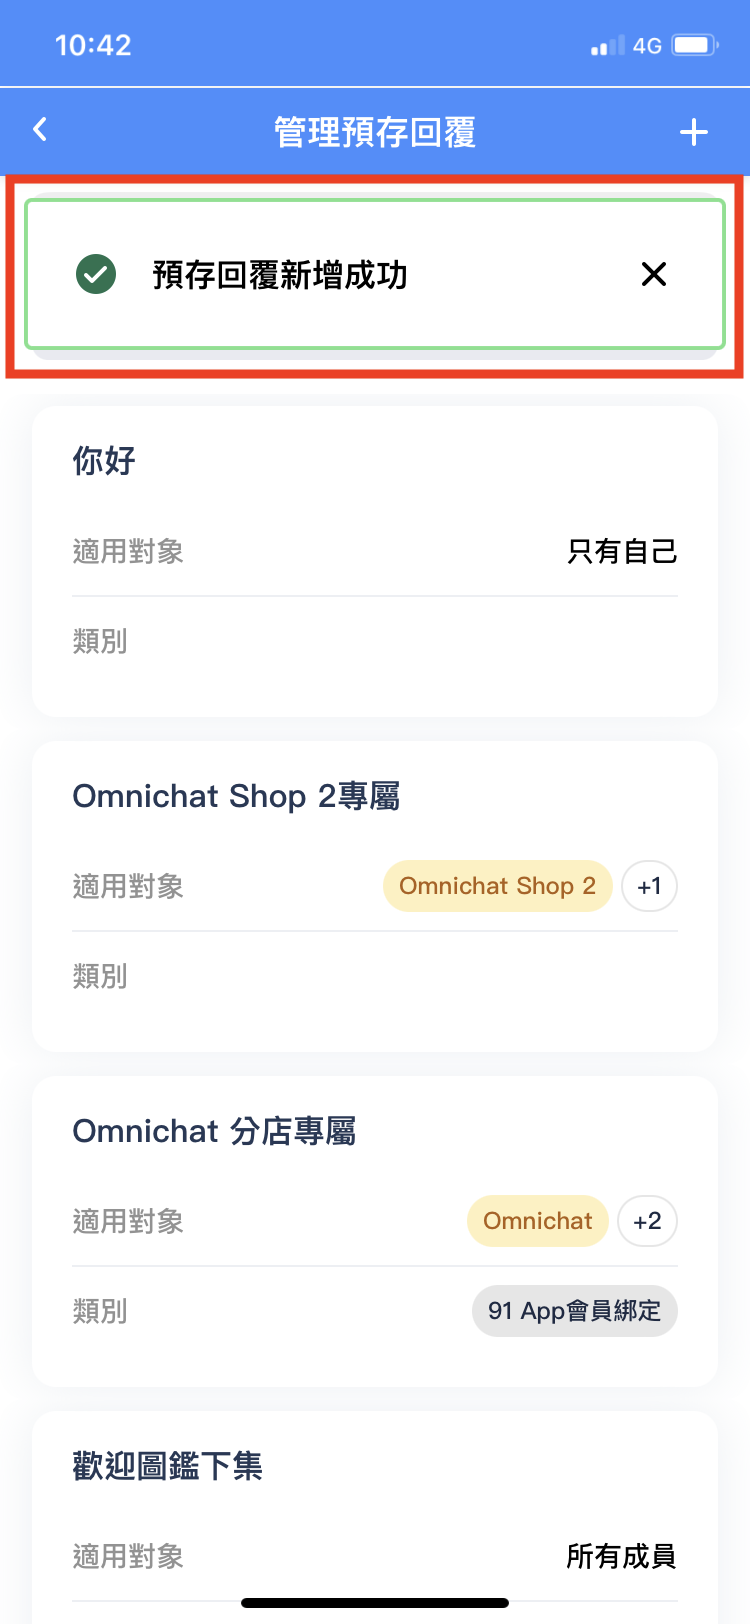 10:42
4G
管理預存回覆
預存回覆新增成功
你好
適用對象 只有自己
類別
Omnichat Shop 2專屬
適用對象 Omnichat Shop 2 +1
類別
Omnichat 分店專屬
適用對象 Omnichat +2
類別 91 App會員綁定
歡迎圖鑑下集
適用對象 所有成員